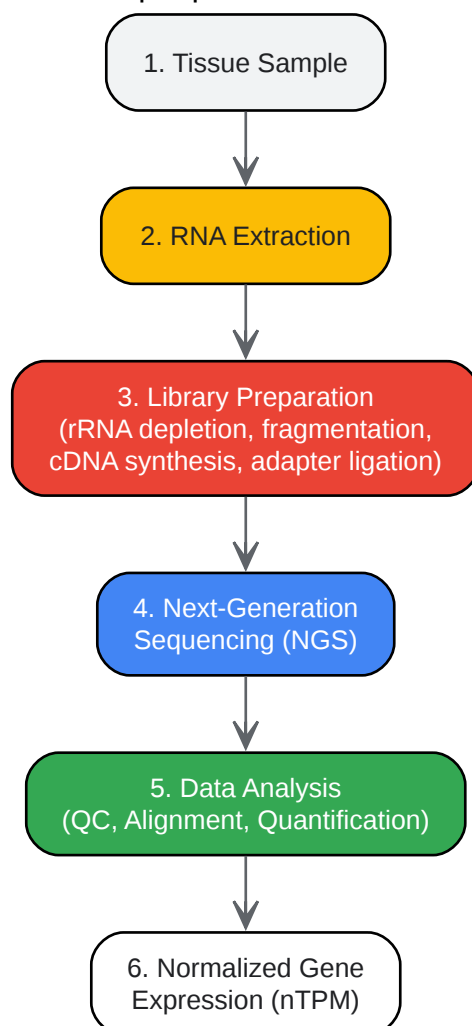 1. Tissue Sample
2. RNA Extraction
3. Library Preparation
(rRNA depletion, fragmentation,
cDNA synthesis, adapter ligation)
4. Next-Generation
Sequencing (NGS)
5. Data Analysis
(QC, Alignment, Quantification)
6. Normalized Gene
Expression (nTPM)